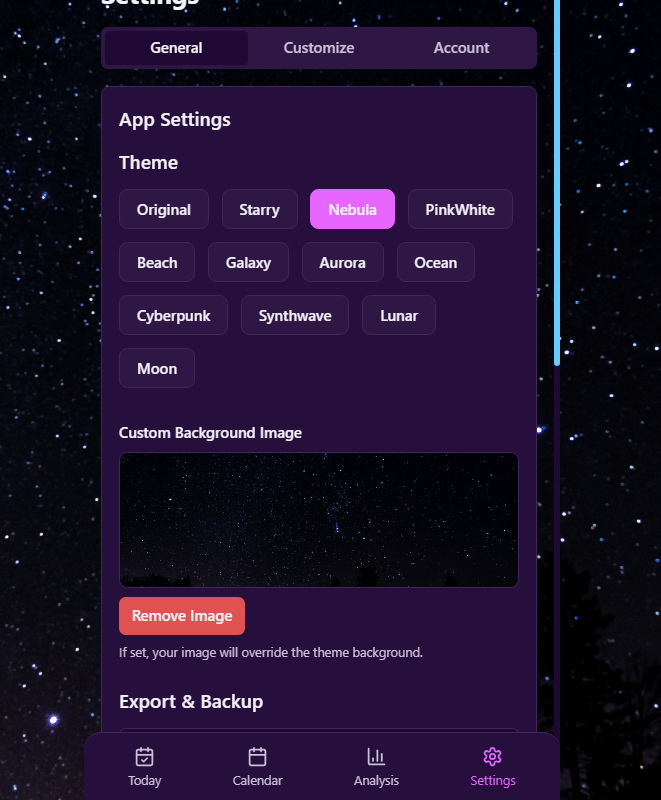 Settings
General Customize Account
App Settings
Theme
Original Starry Nebula PinkWhite
Beach Galaxy Aurora Ocean
Cyberpunk Synthwave Lunar
Moon
Custom Background Image
Remove Image
If set, your image will override the theme background.
Export & Backup
Today Calendar Analysis Settings